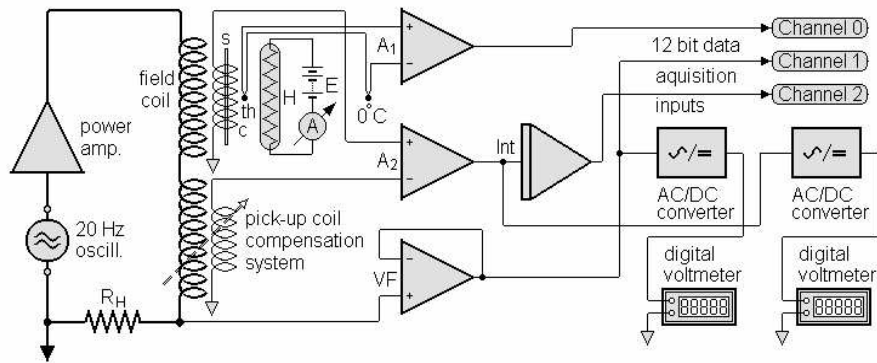 field
coil
power
amp.
20 Hz
oscill.
RH
S
th
c
H
E
A
0°C
A1
+
−
A2
+
−
VF
−
+
pick-up coil
compensation
system
Int
12 bit data
aquisition
inputs
Channel 0
Channel 1
Channel 2
∿/=
AC/DC
converter
∿/=
AC/DC
converter
digital
voltmeter
88888
digital
voltmeter
88888